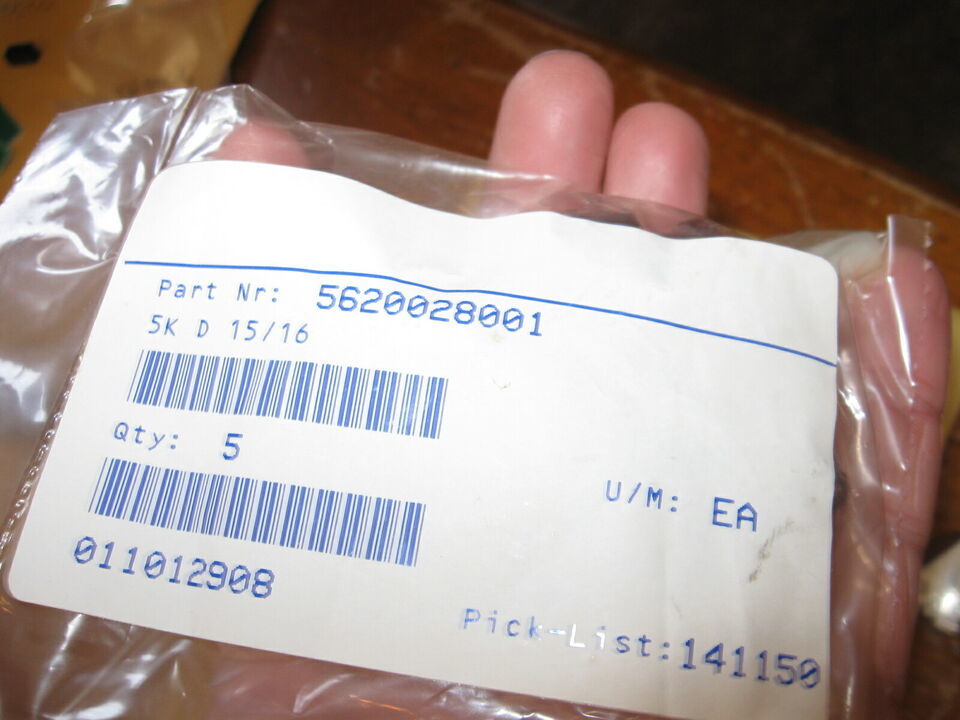 Part Nr: 5620028001
5K D 15/16
Qty: 5
U/M: EA
011012908
Pick-List:141150